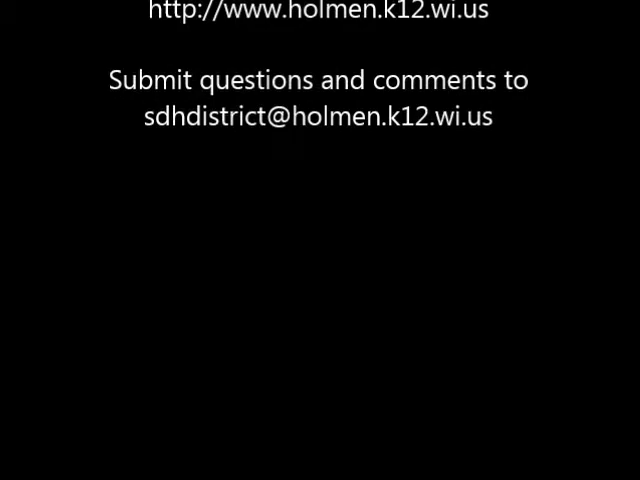 http://www.holmen.k12.wi.us
Submit questions and comments to
sdhdistrict@holmen.k12.wi.us